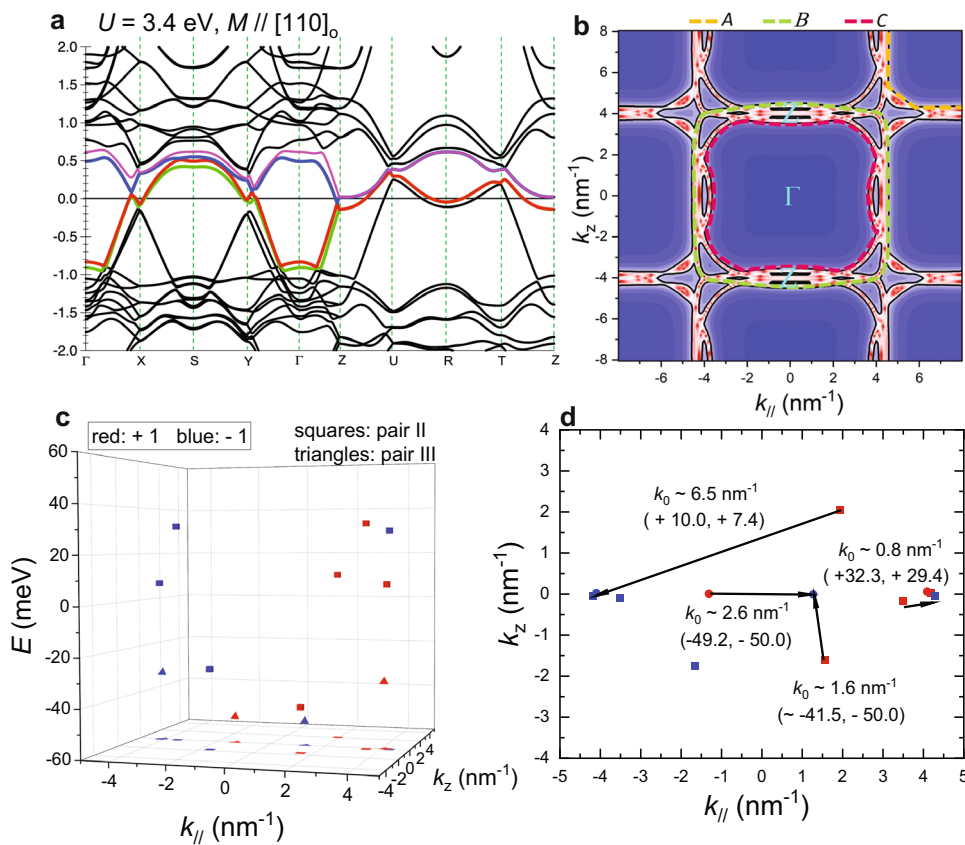 a
U = 3.4 eV, M // [110]o
2.0
1.5
1.0
0.5
0.0
-0.5
-1.0
-1.5
-2.0
Γ X S Y Γ Z U R T Z
A B C
b
8
6
4
2
0
-2
-4
-6
-8
kz (nm-1)
Γ
-6 -4 -2 0 2 4 6
k// (nm-1)
c
red: + 1 blue: - 1
squares: pair II
triangles: pair III
60
40
20
0
-20
-40
-60
E (meV)
-4 -2 0 2 4
k// (nm-1)
-4 -2 0 2 4
kz (nm-1)
d
4
3
2
1
0
-1
-2
-3
-4
kz (nm-1)
k0 ~ 6.5 nm-1
( + 10.0, + 7.4)
k0 ~ 0.8 nm-1
( +32.3, + 29.4)
k0 ~ 2.6 nm-1
(-49.2, - 50.0)
k0 ~ 1.6 nm-1
(~ -41.5, - 50.0)
-5 -4 -3 -2 -1 0 1 2 3 4 5
k// (nm-1)